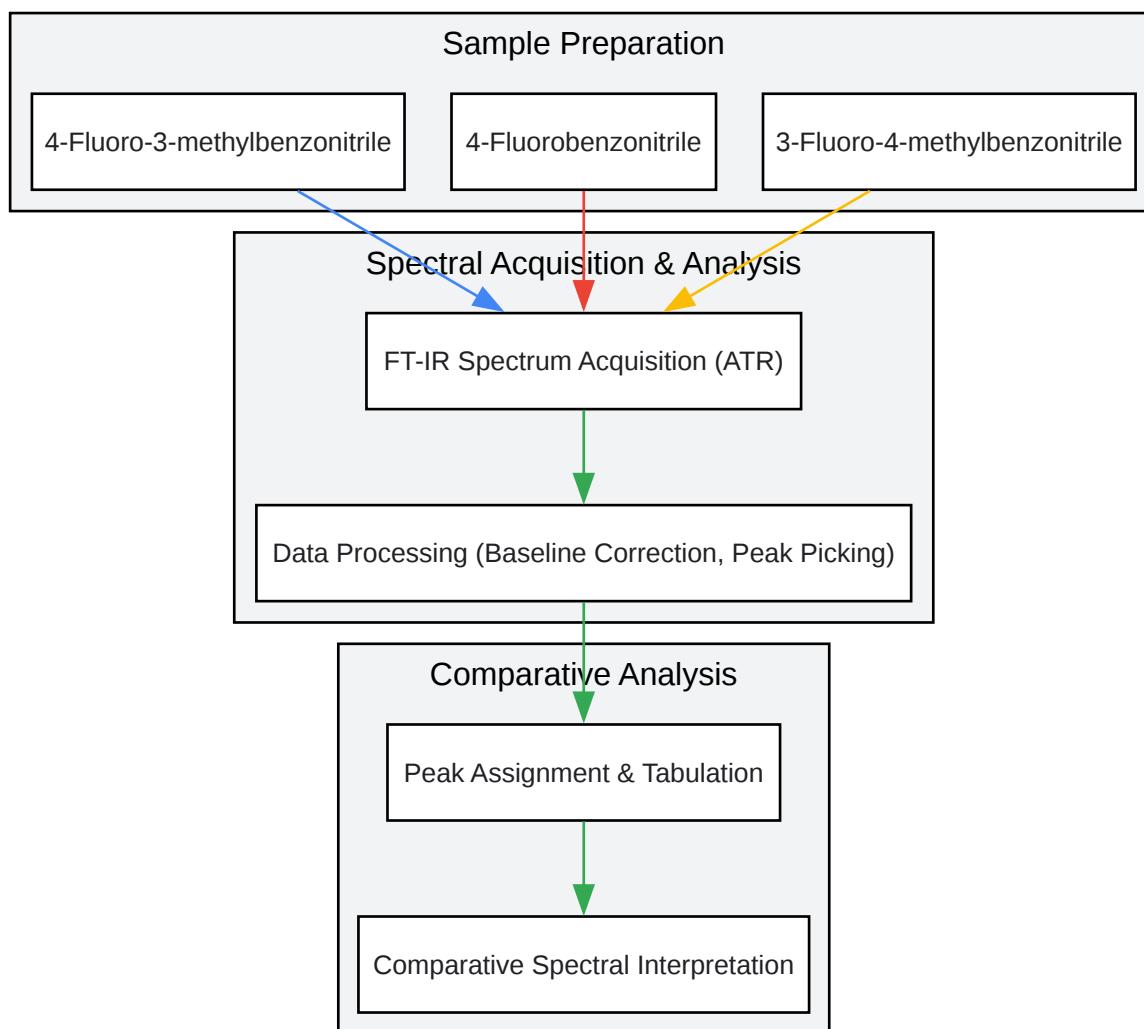 Sample Preparation
4-Fluoro-3-methylbenzonitrile
4-Fluorobenzonitrile
3-Fluoro-4-methylbenzonitrile
Spectral Acquisition & Analysis
FT-IR Spectrum Acquisition (ATR)
Data Processing (Baseline Correction, Peak Picking)
Comparative Analysis
Peak Assignment & Tabulation
Comparative Spectral Interpretation